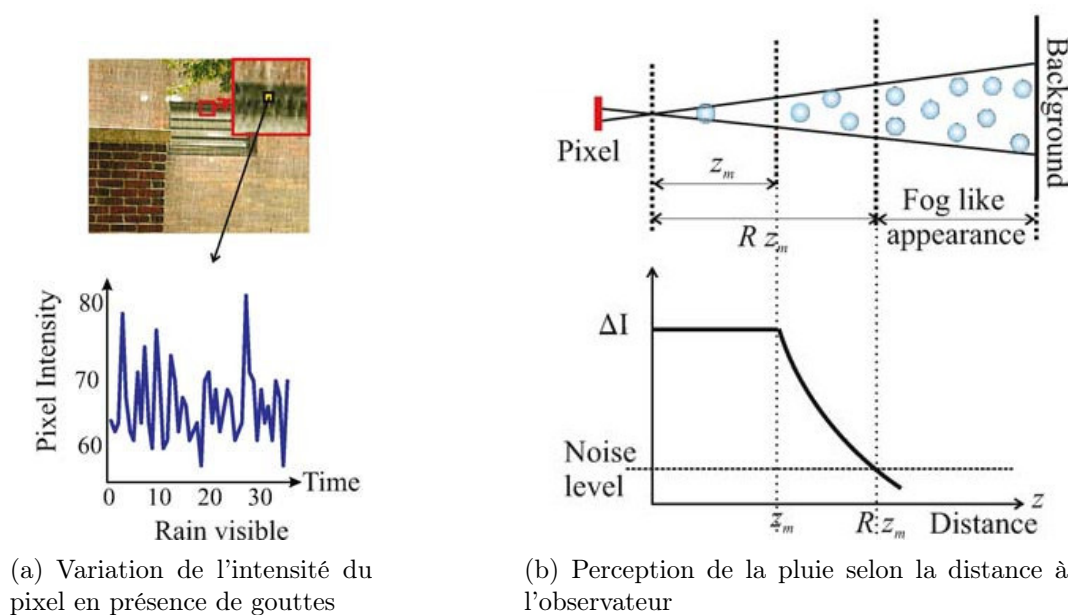 Pixel
z_m
R z_m
Fog like
appearance
Background
80
70
60
Pixel Intensity
0 10 20 30
Time
Rain visible
ΔI
Noise
level
z_m
R z_m
Distance
z
(a) Variation de l'intensité du
pixel en présence de gouttes
(b) Perception de la pluie selon la distance à
l'observateur